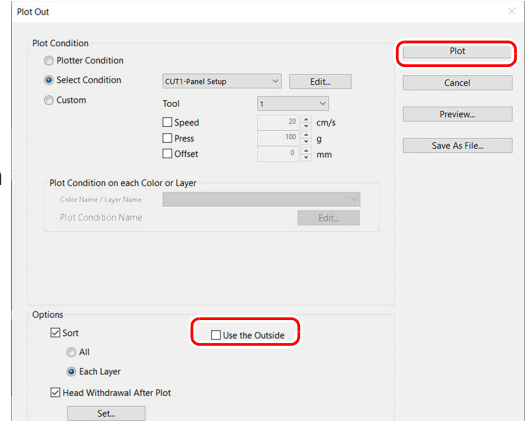 Plot Out
Plot Condition
Plotter Condition
Select Condition
CUT1-Panel Setup
Edit...
Custom
Tool
1
Speed
20
cm/s
Press
100
g
Offset
0
mm
Plot Condition on each Color or Layer
Color Name / Layer Name
Plot Condition Name
Edit...
Plot
Cancel
Preview...
Save As File...
Options
Sort
Use the Outside
All
Each Layer
Head Withdrawal After Plot
Set...